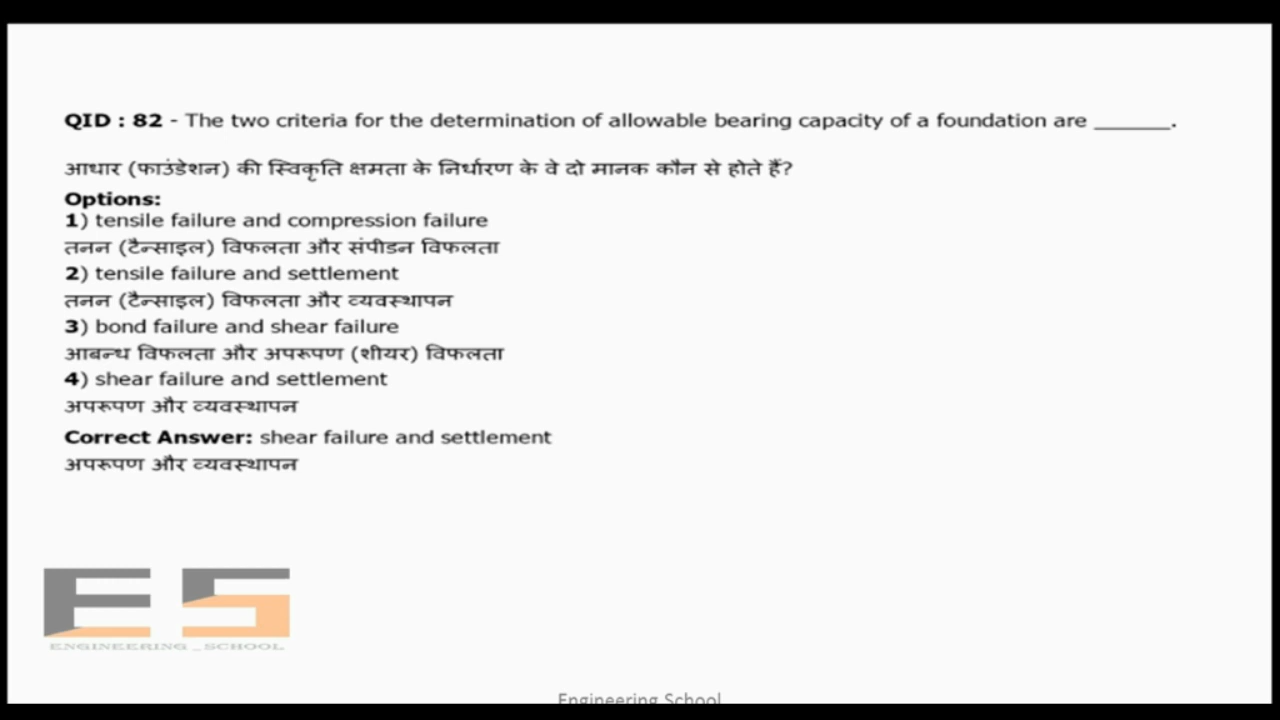 QID : 82 - The two criteria for the determination of allowable bearing capacity of a foundation are _______.
आधार (फाउंडेशन) की स्विकृति क्षमता के निर्धारण के वे दो मानक कौन से होते हैं?
Options:
1) tensile failure and compression failure
तनन (टैन्साइल) विफलता और संपीडन विफलता
2) tensile failure and settlement
तनन (टैन्साइल) विफलता और व्यवस्थापन
3) bond failure and shear failure
आबन्ध विफलता और अपरूपण (शीयर) विफलता
4) shear failure and settlement
अपरूपण और व्यवस्थापन
Correct Answer: shear failure and settlement
अपरूपण और व्यवस्थापन
ES
ENGINEERING_SCHOOL
Engineering School